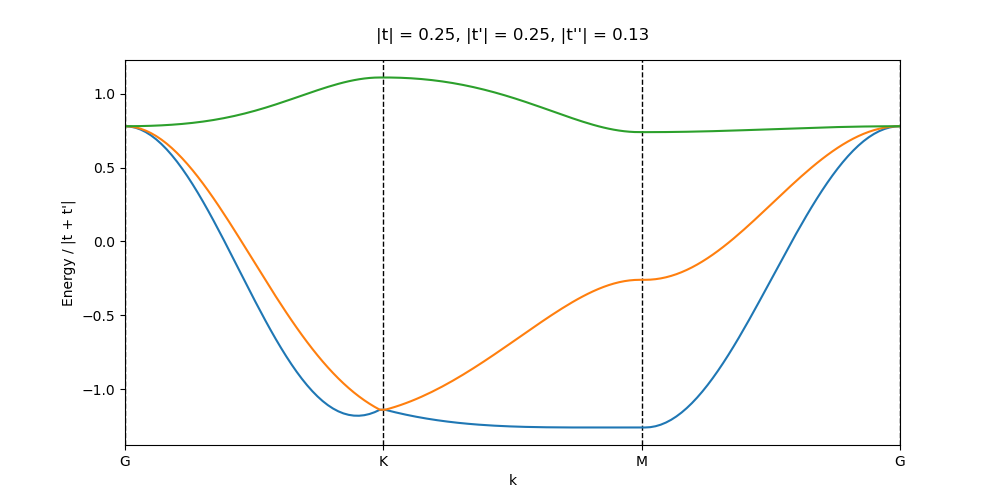 |t| = 0.25, |t'| = 0.25, |t''| = 0.13
Energy / |t + t'|
1.0
0.5
0.0
−0.5
−1.0
G K M G
k